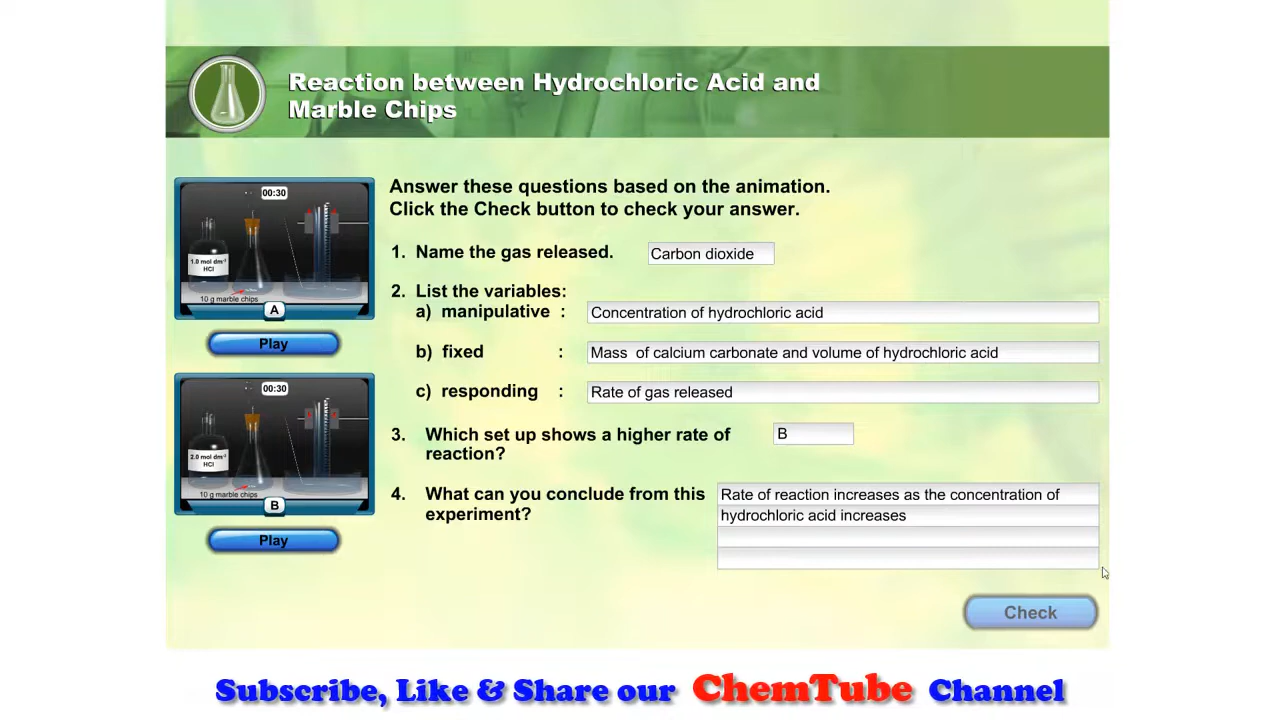 Reaction between Hydrochloric Acid and
Marble Chips
Answer these questions based on the animation.
Click the Check button to check your answer.
00:30
1.0 mol dm⁻³
HCl
10 g marble chips
A
Play
00:30
2.0 mol dm⁻³
HCl
10 g marble chips
B
Play
1. Name the gas released. Carbon dioxide
2. List the variables:
a) manipulative : Concentration of hydrochloric acid
b) fixed : Mass of calcium carbonate and volume of hydrochloric acid
c) responding : Rate of gas released
3. Which set up shows a higher rate of
reaction?
B
4. What can you conclude from this
experiment?
Rate of reaction increases as the concentration of
hydrochloric acid increases
Check
Subscribe, Like & Share our ChemTube Channel